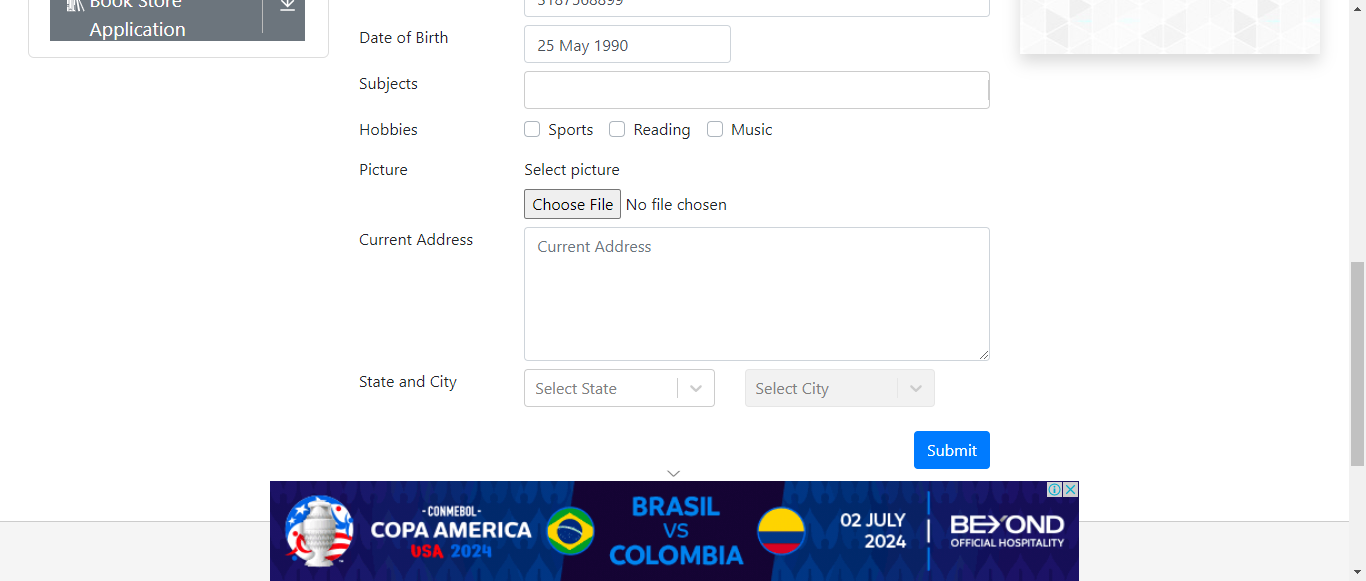 Book Store
Application
3187568899
Date of Birth
25 May 1990
Subjects
Hobbies
Sports
Reading
Music
Picture
Select picture
Choose File No file chosen
Current Address
Current Address
State and City
Select State
Select City
Submit
-CONMEBOL-
COPA AMERICA
USA 2024
BRASIL
VS
COLOMBIA
02 JULY
2024
BEYOND
OFFICIAL HOSPITALITY